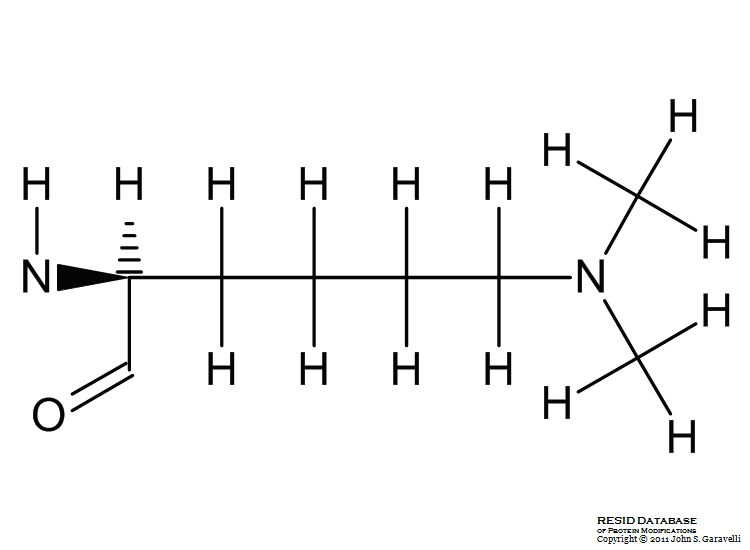 H
H
H
H H H H H H
H
N N
H
H H H H
H
O
H
RESID DATABASE
OF PROTEIN MODIFICATIONS
Copyright © 2011 John S. Garavelli